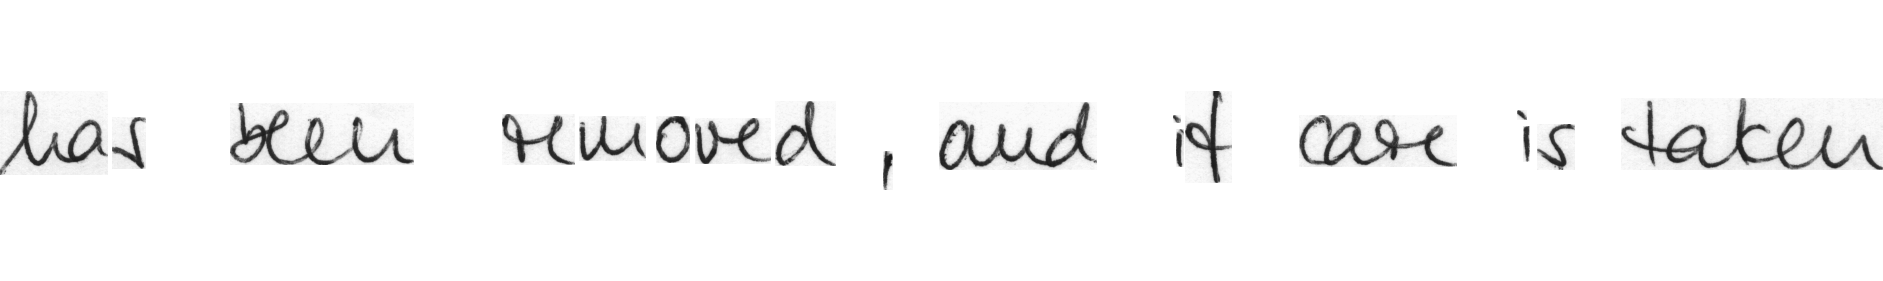 has been removed, and if care is taken